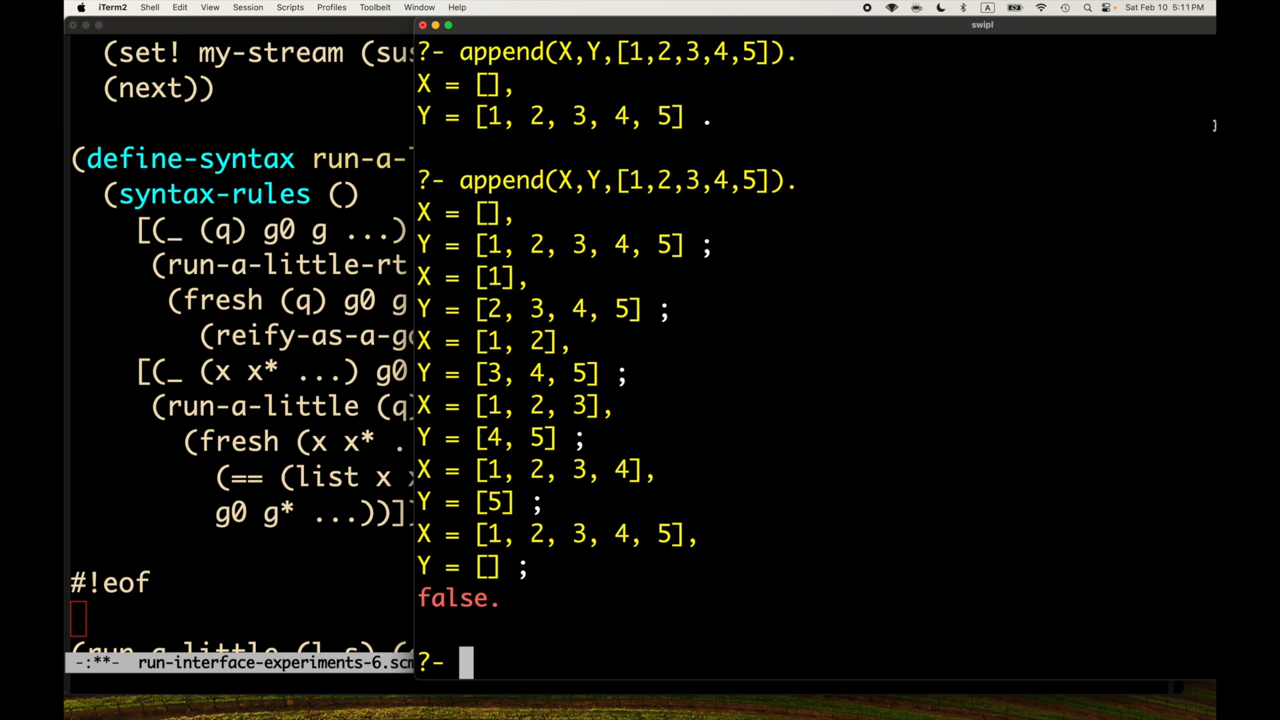 iTerm2 Shell Edit View Session Scripts Profiles Toolbelt Window Help A Sat Feb 10 5:11 PM
swipl
(set! my-stream (sus
(next))
(define-syntax run-a-l
(syntax-rules ()
[(_ (q) g0 g ...)
(run-a-little-rt
(fresh (q) g0 g
(reify-as-a-go
[(_ (x x* ...) g0
(run-a-little (q)
(fresh (x x* .
(== (list x x
g0 g* ...))])
#!eof
(run-a-little (l s) (
-:**- run-interface-experiments-6.scm
?- append(X,Y,[1,2,3,4,5]).
X = [],
Y = [1, 2, 3, 4, 5] .
?- append(X,Y,[1,2,3,4,5]).
X = [],
Y = [1, 2, 3, 4, 5] ;
X = [1],
Y = [2, 3, 4, 5] ;
X = [1, 2],
Y = [3, 4, 5] ;
X = [1, 2, 3],
Y = [4, 5] ;
X = [1, 2, 3, 4],
Y = [5] ;
X = [1, 2, 3, 4, 5],
Y = [] ;
false.
?-